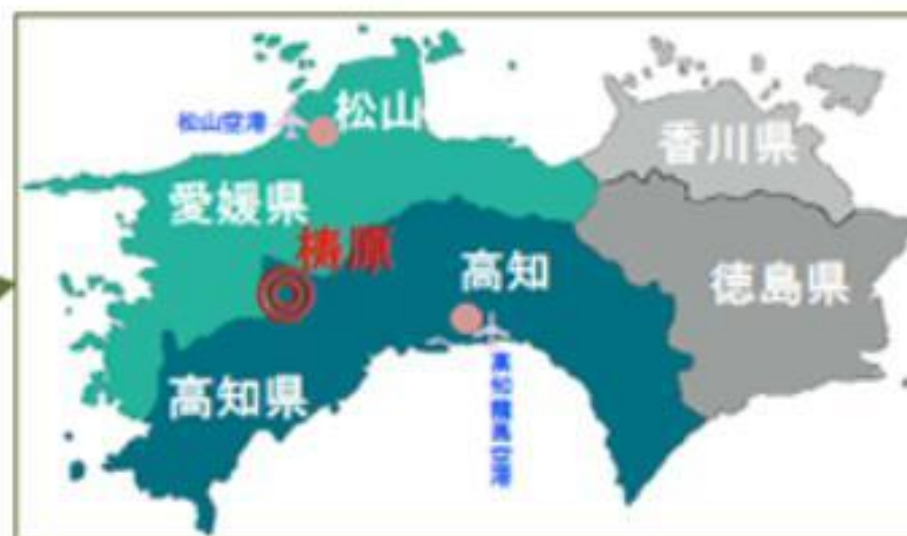 松山
松山空港
香川県
愛媛県
梼原
高知
徳島県
高知県
高知龍馬空港